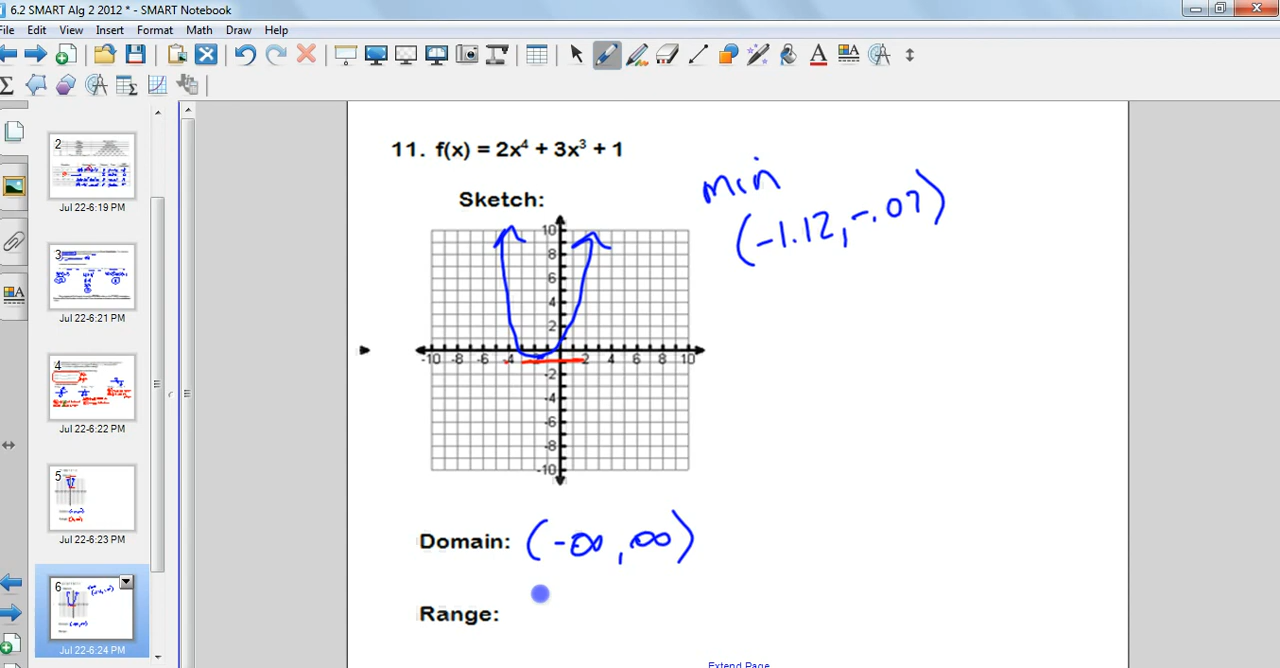 6.2 SMART Alg 2 2012 * - SMART Notebook
File Edit View Insert Format Math Draw Help
2
Jul 22-6:19 PM
3
Jul 22-6:21 PM
4
Jul 22-6:22 PM
5
Jul 22-6:23 PM
6
Jul 22-6:24 PM
11. f(x) = 2x⁴ + 3x³ + 1
min
(-1.12, -.07)
Sketch:
10
8
6
4
2
-10 -8 -6 -4 2 4 6 8 10
-2
-4
-6
-8
-10
Domain: (-∞, ∞)
Range:
Extend Page